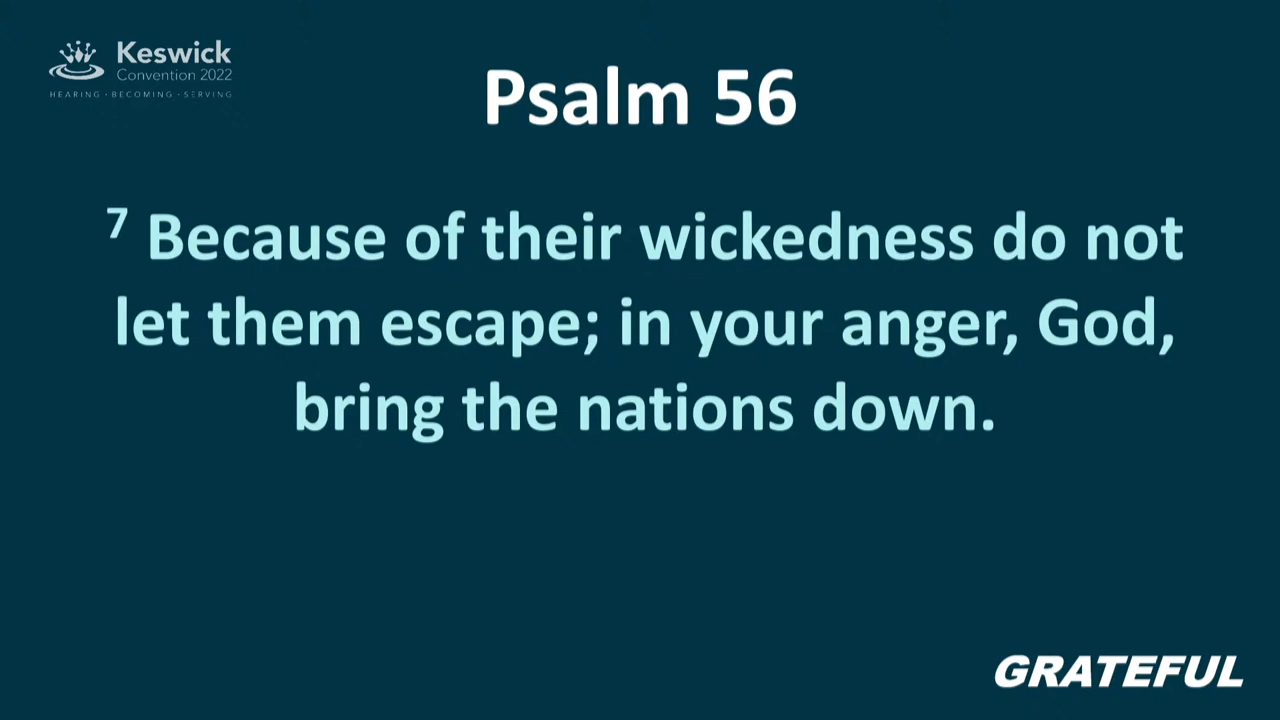 Keswick
Convention 2022
HEARING · BECOMING · SERVING
Psalm 56
7 Because of their wickedness do not
let them escape; in your anger, God,
bring the nations down.
GRATEFUL